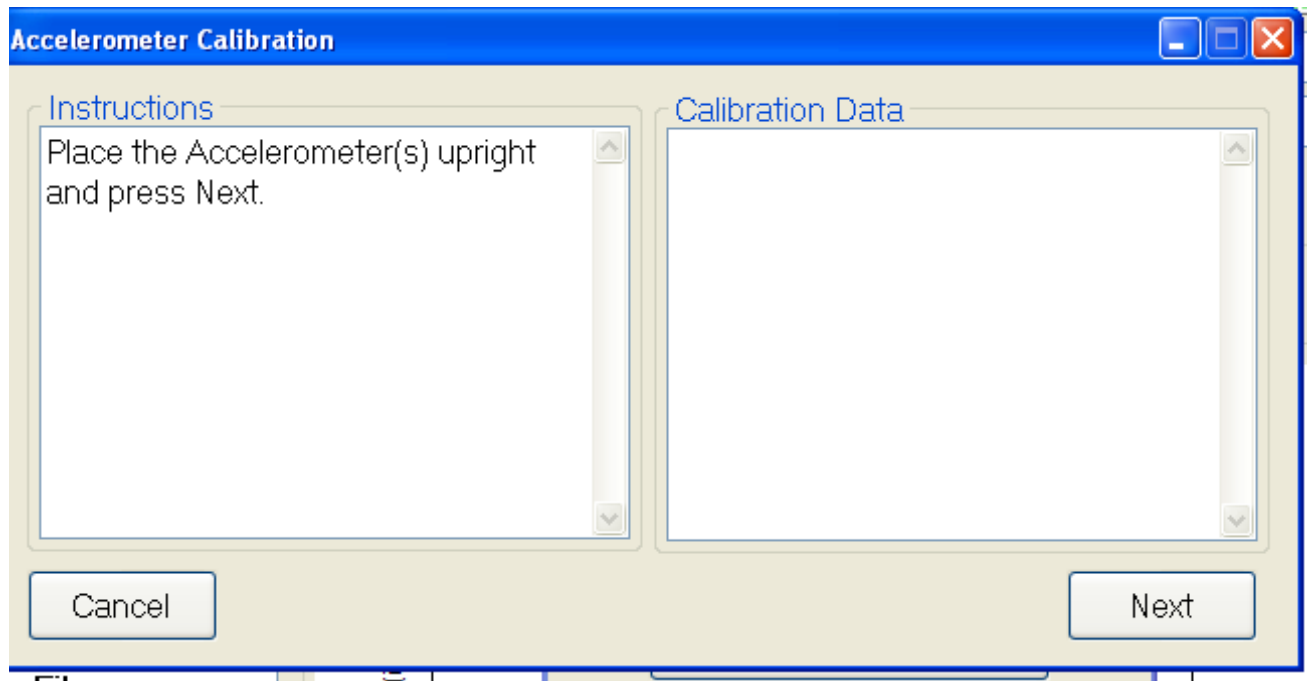 Accelerometer Calibration
Instructions
Place the Accelerometer(s) upright
and press Next.
Calibration Data
Cancel
Next